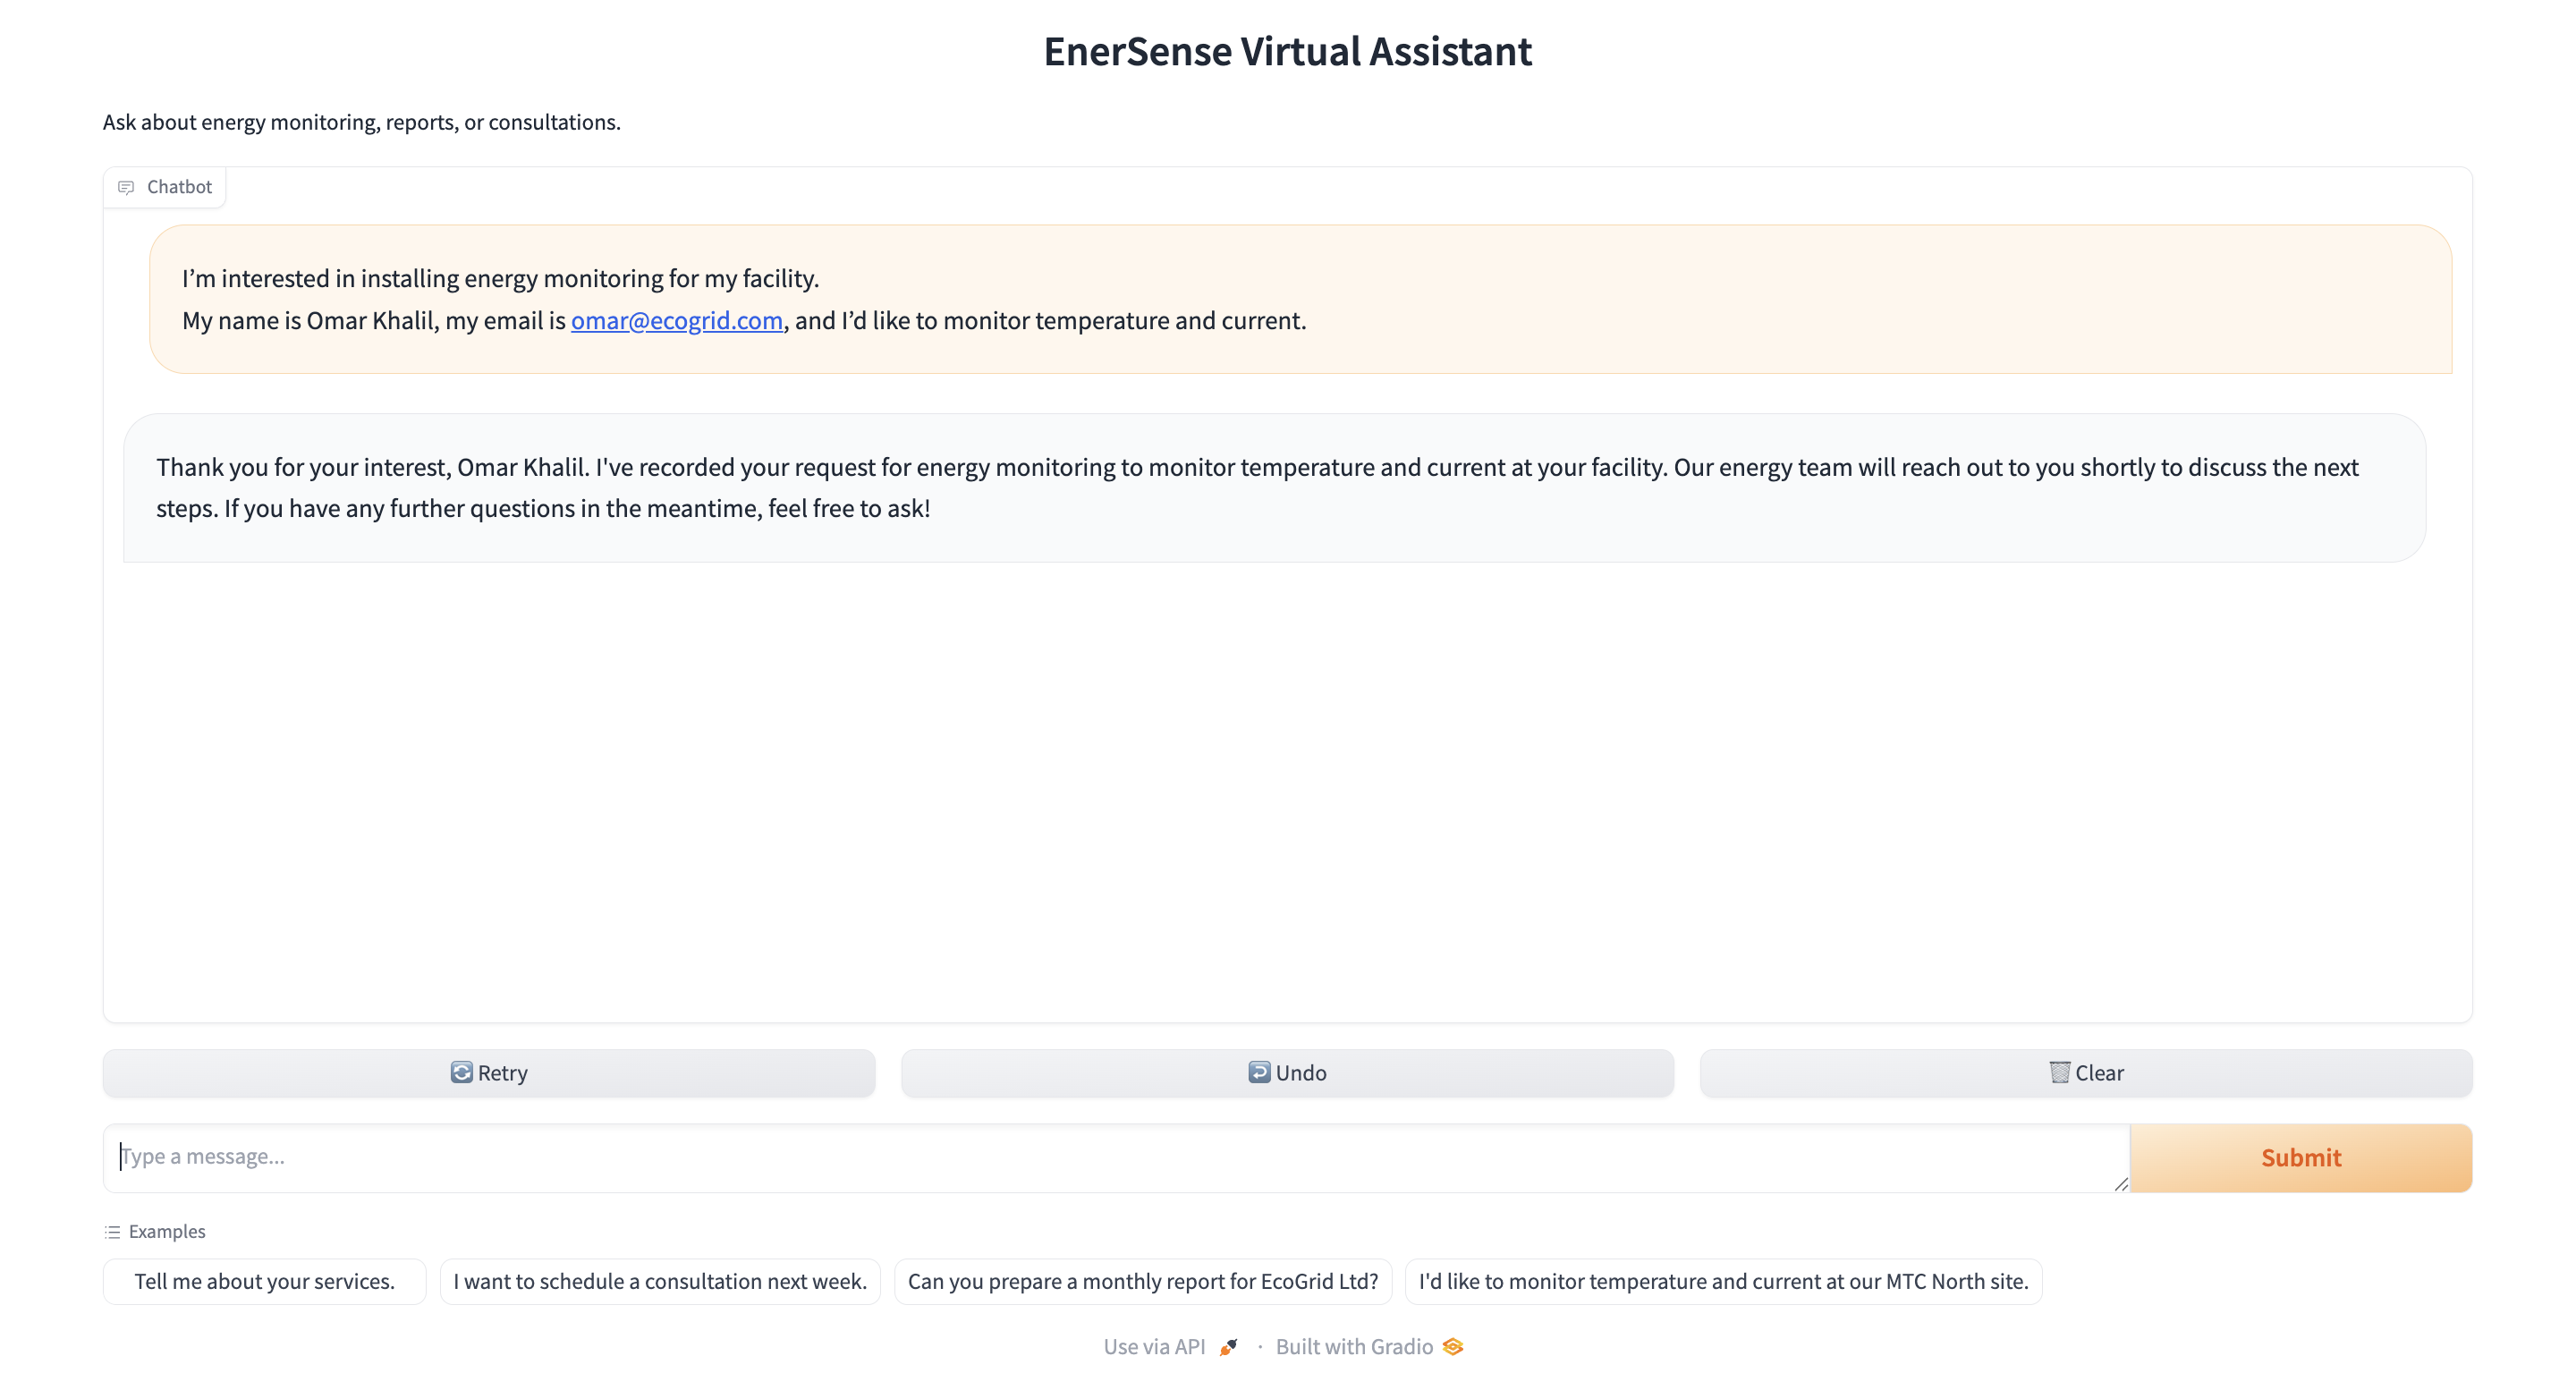 EnerSense Virtual Assistant
Ask about energy monitoring, reports, or consultations.
Chatbot
I’m interested in installing energy monitoring for my facility.
My name is Omar Khalil, my email is omar@ecogrid.com, and I’d like to monitor temperature and current.
Thank you for your interest, Omar Khalil. I've recorded your request for energy monitoring to monitor temperature and current at your facility. Our energy team will reach out to you shortly to discuss the next
steps. If you have any further questions in the meantime, feel free to ask!
Retry
Undo
Clear
Type a message...
Submit
Examples
Tell me about your services.
I want to schedule a consultation next week.
Can you prepare a monthly report for EcoGrid Ltd?
I'd like to monitor temperature and current at our MTC North site.
Use via API · Built with Gradio